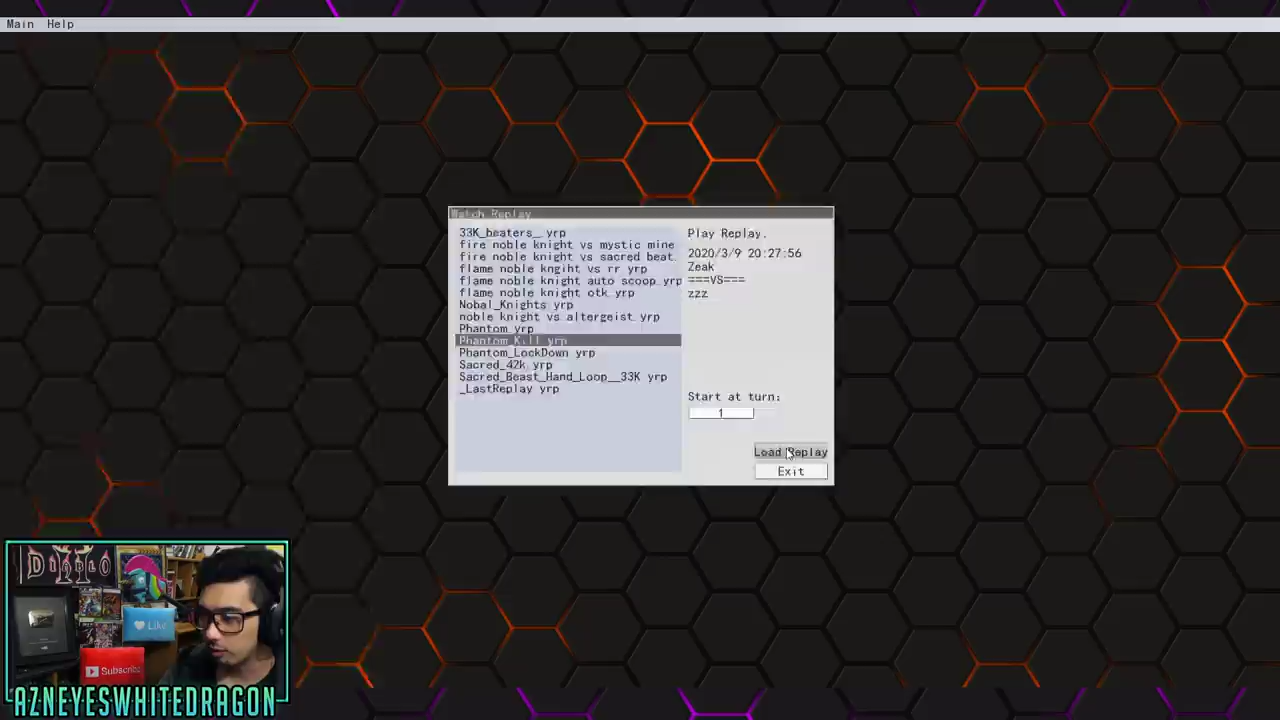 Main Help
Watch Replay
33K_beaters_ yrp
fire noble knight vs mystic mine
fire noble knight vs sacred beat.
flame noble kngiht vs rr yrp
flame noble knight auto scoop yrp
flame noble knight otk yrp
Nobal_Knights yrp
noble knight vs altergeist yrp
Phantom yrp
Phantom_Kill yrp
Phantom_LockDown yrp
Sacred_42k yrp
Sacred_Beast_Hand_Loop__33K yrp
_LastReplay yrp
Play Replay.
2020/3/9 20:27:56
Zeak
===VS===
zzz
Start at turn:
1
Load Replay
Exit
DIABLO
II
Like
Subscribe
AZNEYESWHITEDRAGON